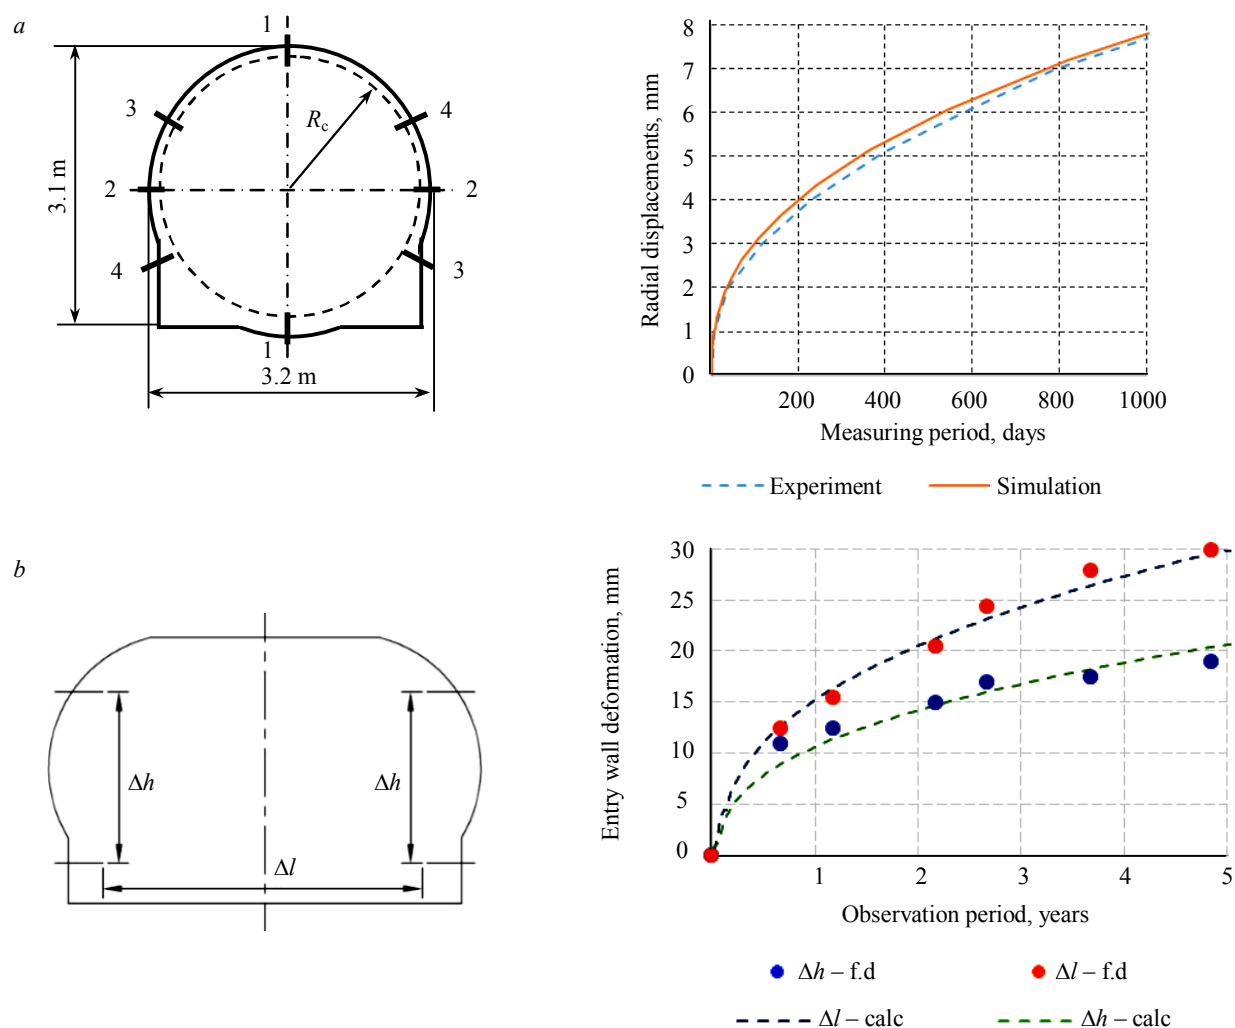 a
1
3
4
Rc
3.1 m
2
2
4
3
1
3.2 m
8
7
6
5
4
3
2
1
0
Radial displacements, mm
200 400 600 800 1000
Measuring period, days
Experiment Simulation
b
Δh Δh
Δl
30
25
20
15
10
5
0
Entry wall deformation, mm
1 2 3 4 5
Observation period, years
Δh – f.d Δl – f.d
Δl – calc Δh – calc